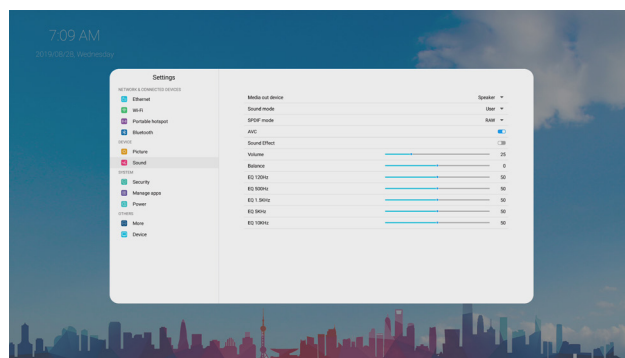 7:09 AM
2019/08/28, Wednesday
Settings
NETWORK & CONNECTED DEVICES
Ethernet
Wi-Fi
Portable hotspot
Bluetooth
DEVICE
Picture
Sound
SYSTEM
Security
Manage apps
Power
OTHERS
More
Device
Media out device Speaker
Sound mode User
SPDIF mode RAW
AVC
Sound Effect
Volume 25
Balance 0
EQ 120Hz 50
EQ 500Hz 50
EQ 1.5KHz 50
EQ 5KHz 50
EQ 10KHz 50